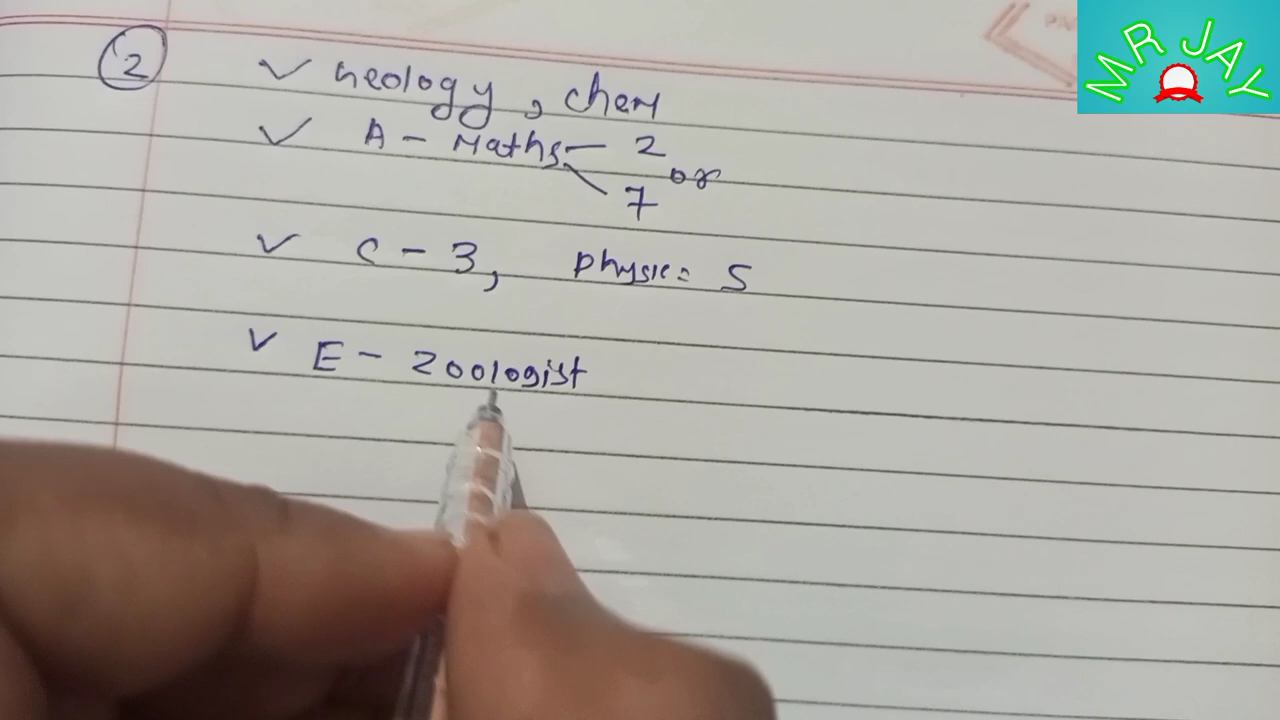 2
✓ Geology, chem
✓ A - Maths - 2
or
7
✓ C - 3, Physic = 5
✓ E - Zoologist
MR JAY